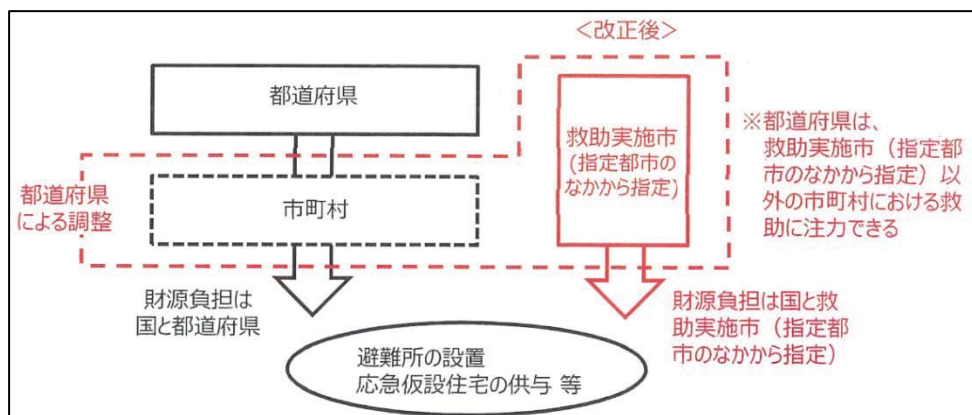 <改正後>
都道府県
救助実施市
(指定都市の
なかから指定)
※都道府県は、
救助実施市（指定都
市のなかから指定）以
外の市町村における救
助に注力できる
都道府県
による調整
市町村
財源負担は
国と都道府県
財源負担は国と救
助実施市（指定都
市のなかから指定）
避難所の設置
応急仮設住宅の供与 等